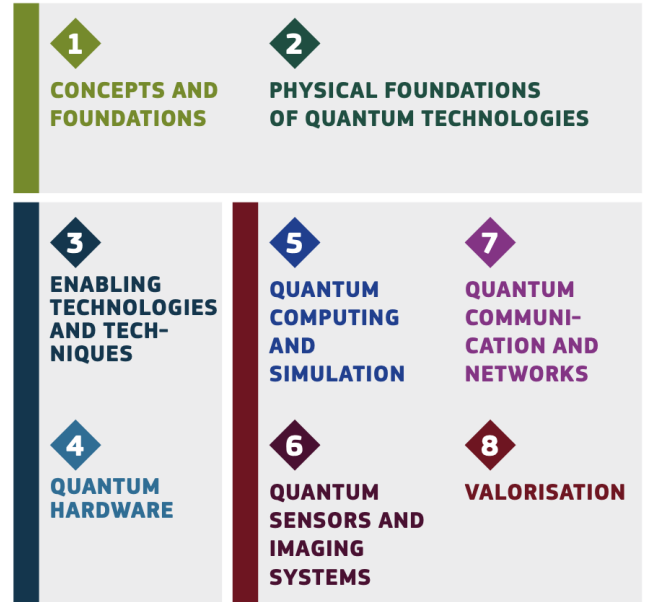 1
CONCEPTS AND
FOUNDATIONS
2
PHYSICAL FOUNDATIONS
OF QUANTUM TECHNOLOGIES
3
ENABLING
TECHNOLOGIES
AND TECH-
NIQUES
4
QUANTUM
HARDWARE
5
QUANTUM
COMPUTING
AND
SIMULATION
6
QUANTUM
SENSORS AND
IMAGING
SYSTEMS
7
QUANTUM
COMMUNI-
CATION AND
NETWORKS
8
VALORISATION